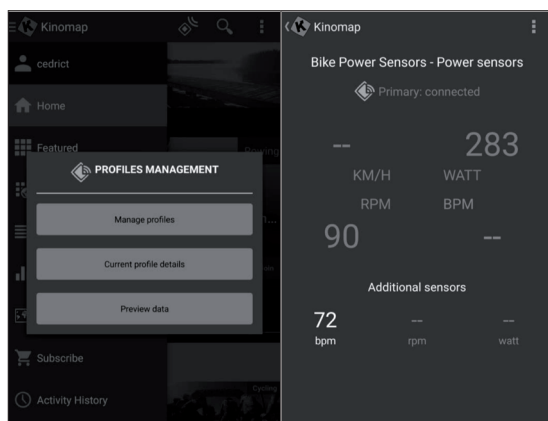 Kinomap
cedrict
Home
Featured
Rowing
PROFILES MANAGEMENT
Manage profiles
Current profile details
Preview data
Subscribe
Activity History
Cycling
Kinomap
Bike Power Sensors - Power sensors
Primary: connected
-- 283
KM/H WATT
RPM BPM
90 --
Additional sensors
72 -- --
bpm rpm watt